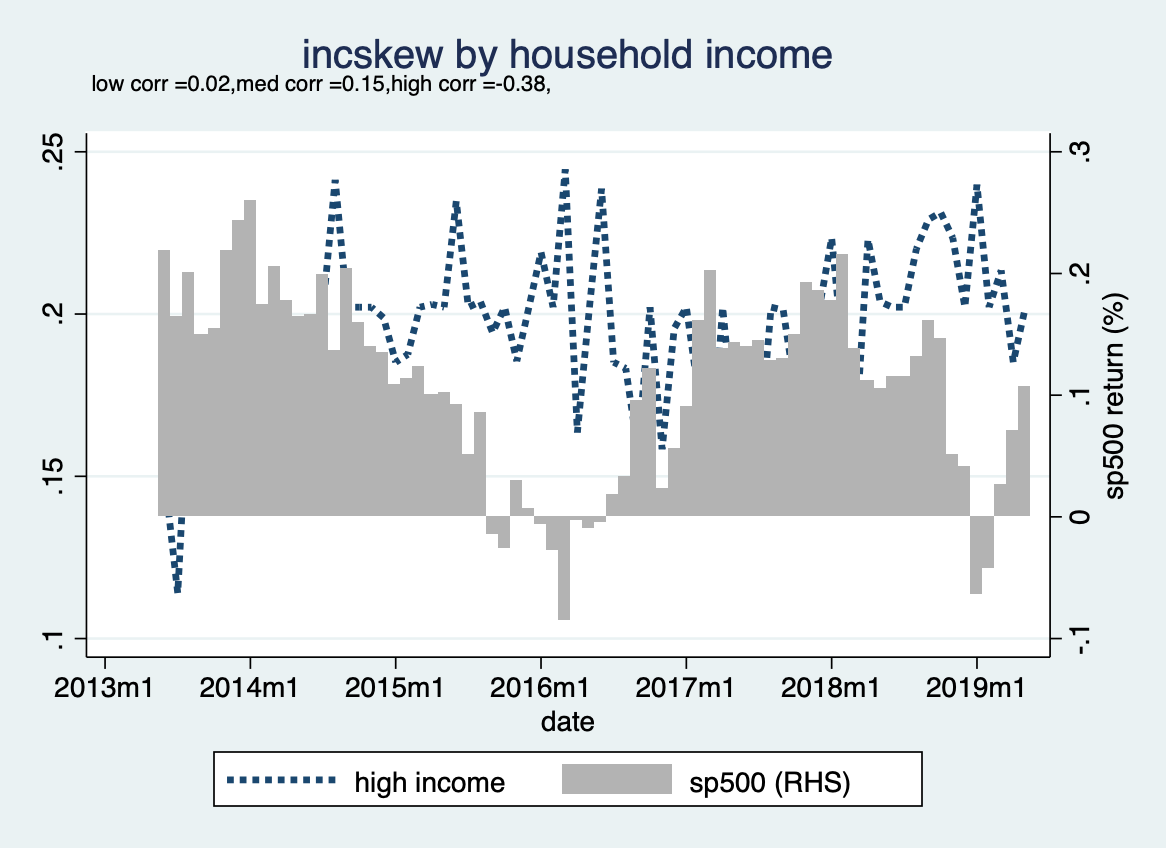 incskew by household income
low corr =0.02,med corr =0.15,high corr =-0.38,
.25
.2
.15
.1
.3
.2
.1
0
-.1
sp500 return (%)
2013m1 2014m1 2015m1 2016m1 2017m1 2018m1 2019m1
date
high income sp500 (RHS)